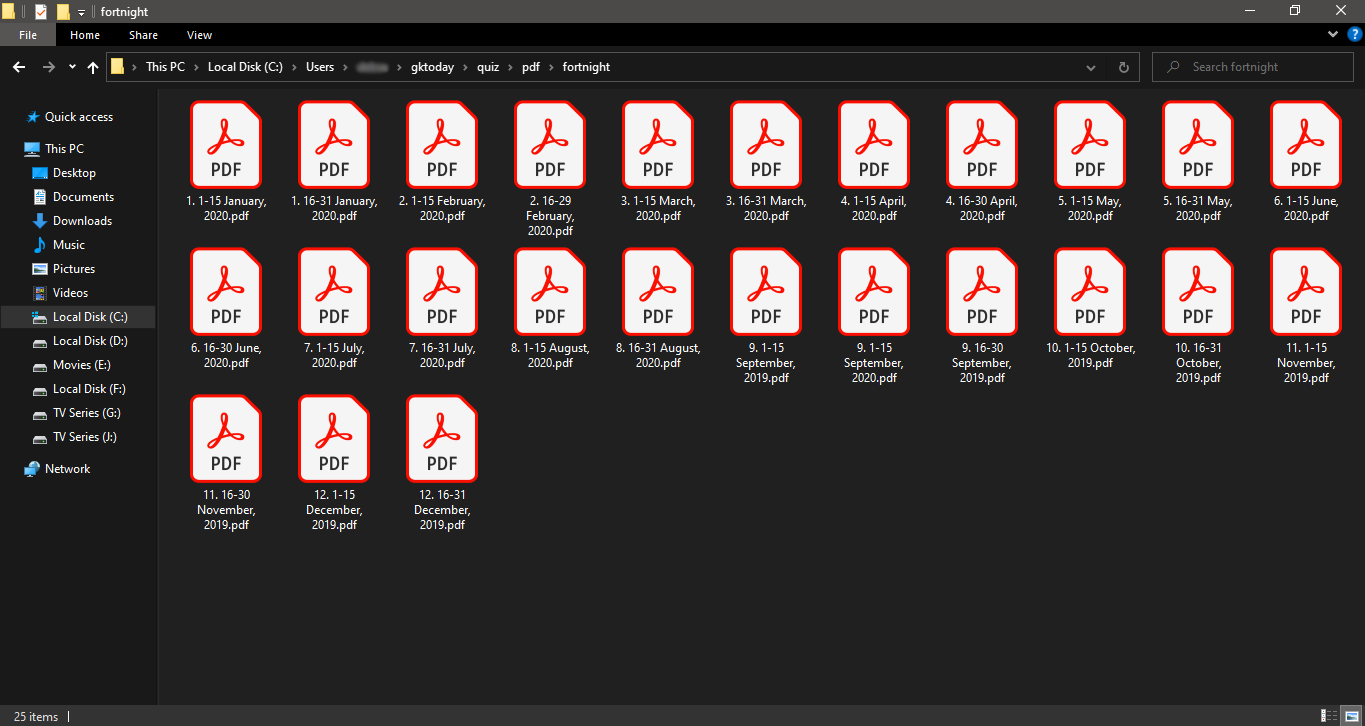 fortnight
File Home Share View
This PC Local Disk (C:) Users gktoday quiz pdf fortnight
Search fortnight
Quick access
This PC
Desktop
Documents
Downloads
Music
Pictures
Videos
Local Disk (C:)
Local Disk (D:)
Movies (E:)
Local Disk (F:)
TV Series (G:)
TV Series (J:)
Network
PDF PDF PDF PDF PDF PDF PDF PDF PDF PDF PDF
1. 1-15 January,
2020.pdf
1. 16-31 January,
2020.pdf
2. 1-15 February,
2020.pdf
2. 16-29
February,
2020.pdf
3. 1-15 March,
2020.pdf
3. 16-31 March,
2020.pdf
4. 1-15 April,
2020.pdf
4. 16-30 April,
2020.pdf
5. 1-15 May,
2020.pdf
5. 16-31 May,
2020.pdf
6. 1-15 June,
2020.pdf
PDF PDF PDF PDF PDF PDF PDF PDF PDF PDF PDF
6. 16-30 June,
2020.pdf
7. 1-15 July,
2020.pdf
7. 16-31 July,
2020.pdf
8. 1-15 August,
2020.pdf
8. 16-31 August,
2020.pdf
9. 1-15
September,
2019.pdf
9. 1-15
September,
2020.pdf
9. 16-30
September,
2019.pdf
10. 1-15 October,
2019.pdf
10. 16-31
October,
2019.pdf
11. 1-15
November,
2019.pdf
PDF PDF PDF
11. 16-30
November,
2019.pdf
12. 1-15
December,
2019.pdf
12. 16-31
December,
2019.pdf
25 items